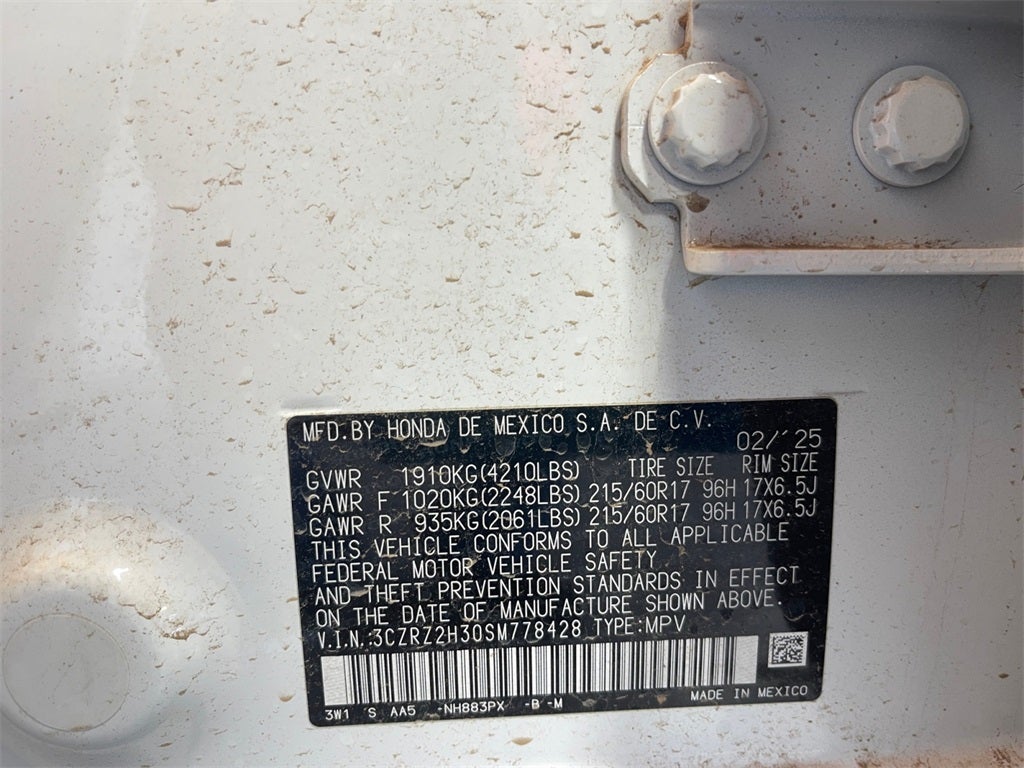 MFD.BY HONDA DE MEXICO S.A. DE C.V.
02/'25
GVWR 1910KG(4210LBS) TIRE SIZE RIM SIZE
GAWR F 1020KG(2248LBS) 215/60R17 96H 17X6.5J
GAWR R 935KG(2061LBS) 215/60R17 96H 17X6.5J
THIS VEHICLE CONFORMS TO ALL APPLICABLE
FEDERAL MOTOR VEHICLE SAFETY
AND THEFT PREVENTION STANDARDS IN EFFECT
ON THE DATE OF MANUFACTURE SHOWN ABOVE.
V.I.N.:3CZRZ2H30SM778428 TYPE:MPV
3W1 S AA5 -NH883PX -B -M MADE IN MEXICO